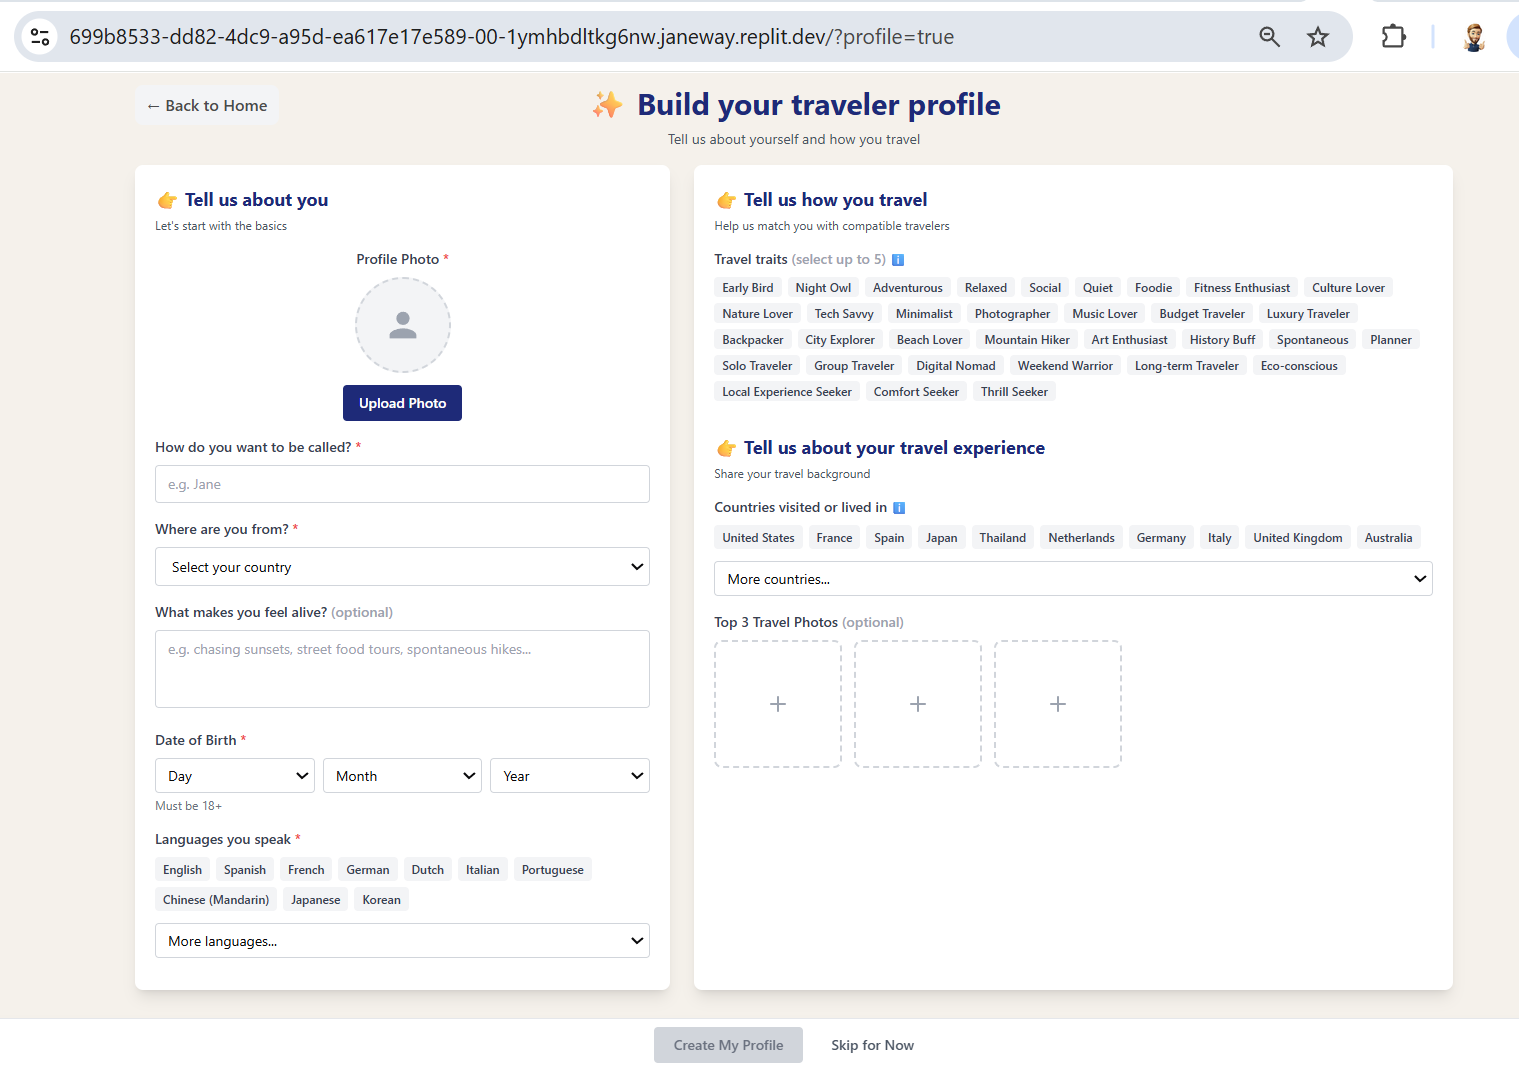 699b8533-dd82-4dc9-a95d-ea617e17e589-00-1ymhbdltkg6nw.janeway.replit.dev/?profile=true
← Back to Home
✨ Build your traveler profile
Tell us about yourself and how you travel
👉 Tell us about you
Let's start with the basics
Profile Photo *
Upload Photo
How do you want to be called? *
e.g. Jane
Where are you from? *
Select your country
What makes you feel alive? (optional)
e.g. chasing sunsets, street food tours, spontaneous hikes...
Date of Birth *
Day Month Year
Must be 18+
Languages you speak *
English Spanish French German Dutch Italian Portuguese
Chinese (Mandarin) Japanese Korean
More languages...
👉 Tell us how you travel
Help us match you with compatible travelers
Travel traits (select up to 5) ℹ️
Early Bird Night Owl Adventurous Relaxed Social Quiet Foodie Fitness Enthusiast Culture Lover
Nature Lover Tech Savvy Minimalist Photographer Music Lover Budget Traveler Luxury Traveler
Backpacker City Explorer Beach Lover Mountain Hiker Art Enthusiast History Buff Spontaneous Planner
Solo Traveler Group Traveler Digital Nomad Weekend Warrior Long-term Traveler Eco-conscious
Local Experience Seeker Comfort Seeker Thrill Seeker
👉 Tell us about your travel experience
Share your travel background
Countries visited or lived in ℹ️
United States France Spain Japan Thailand Netherlands Germany Italy United Kingdom Australia
More countries...
Top 3 Travel Photos (optional)
+ + +
Create My Profile Skip for Now